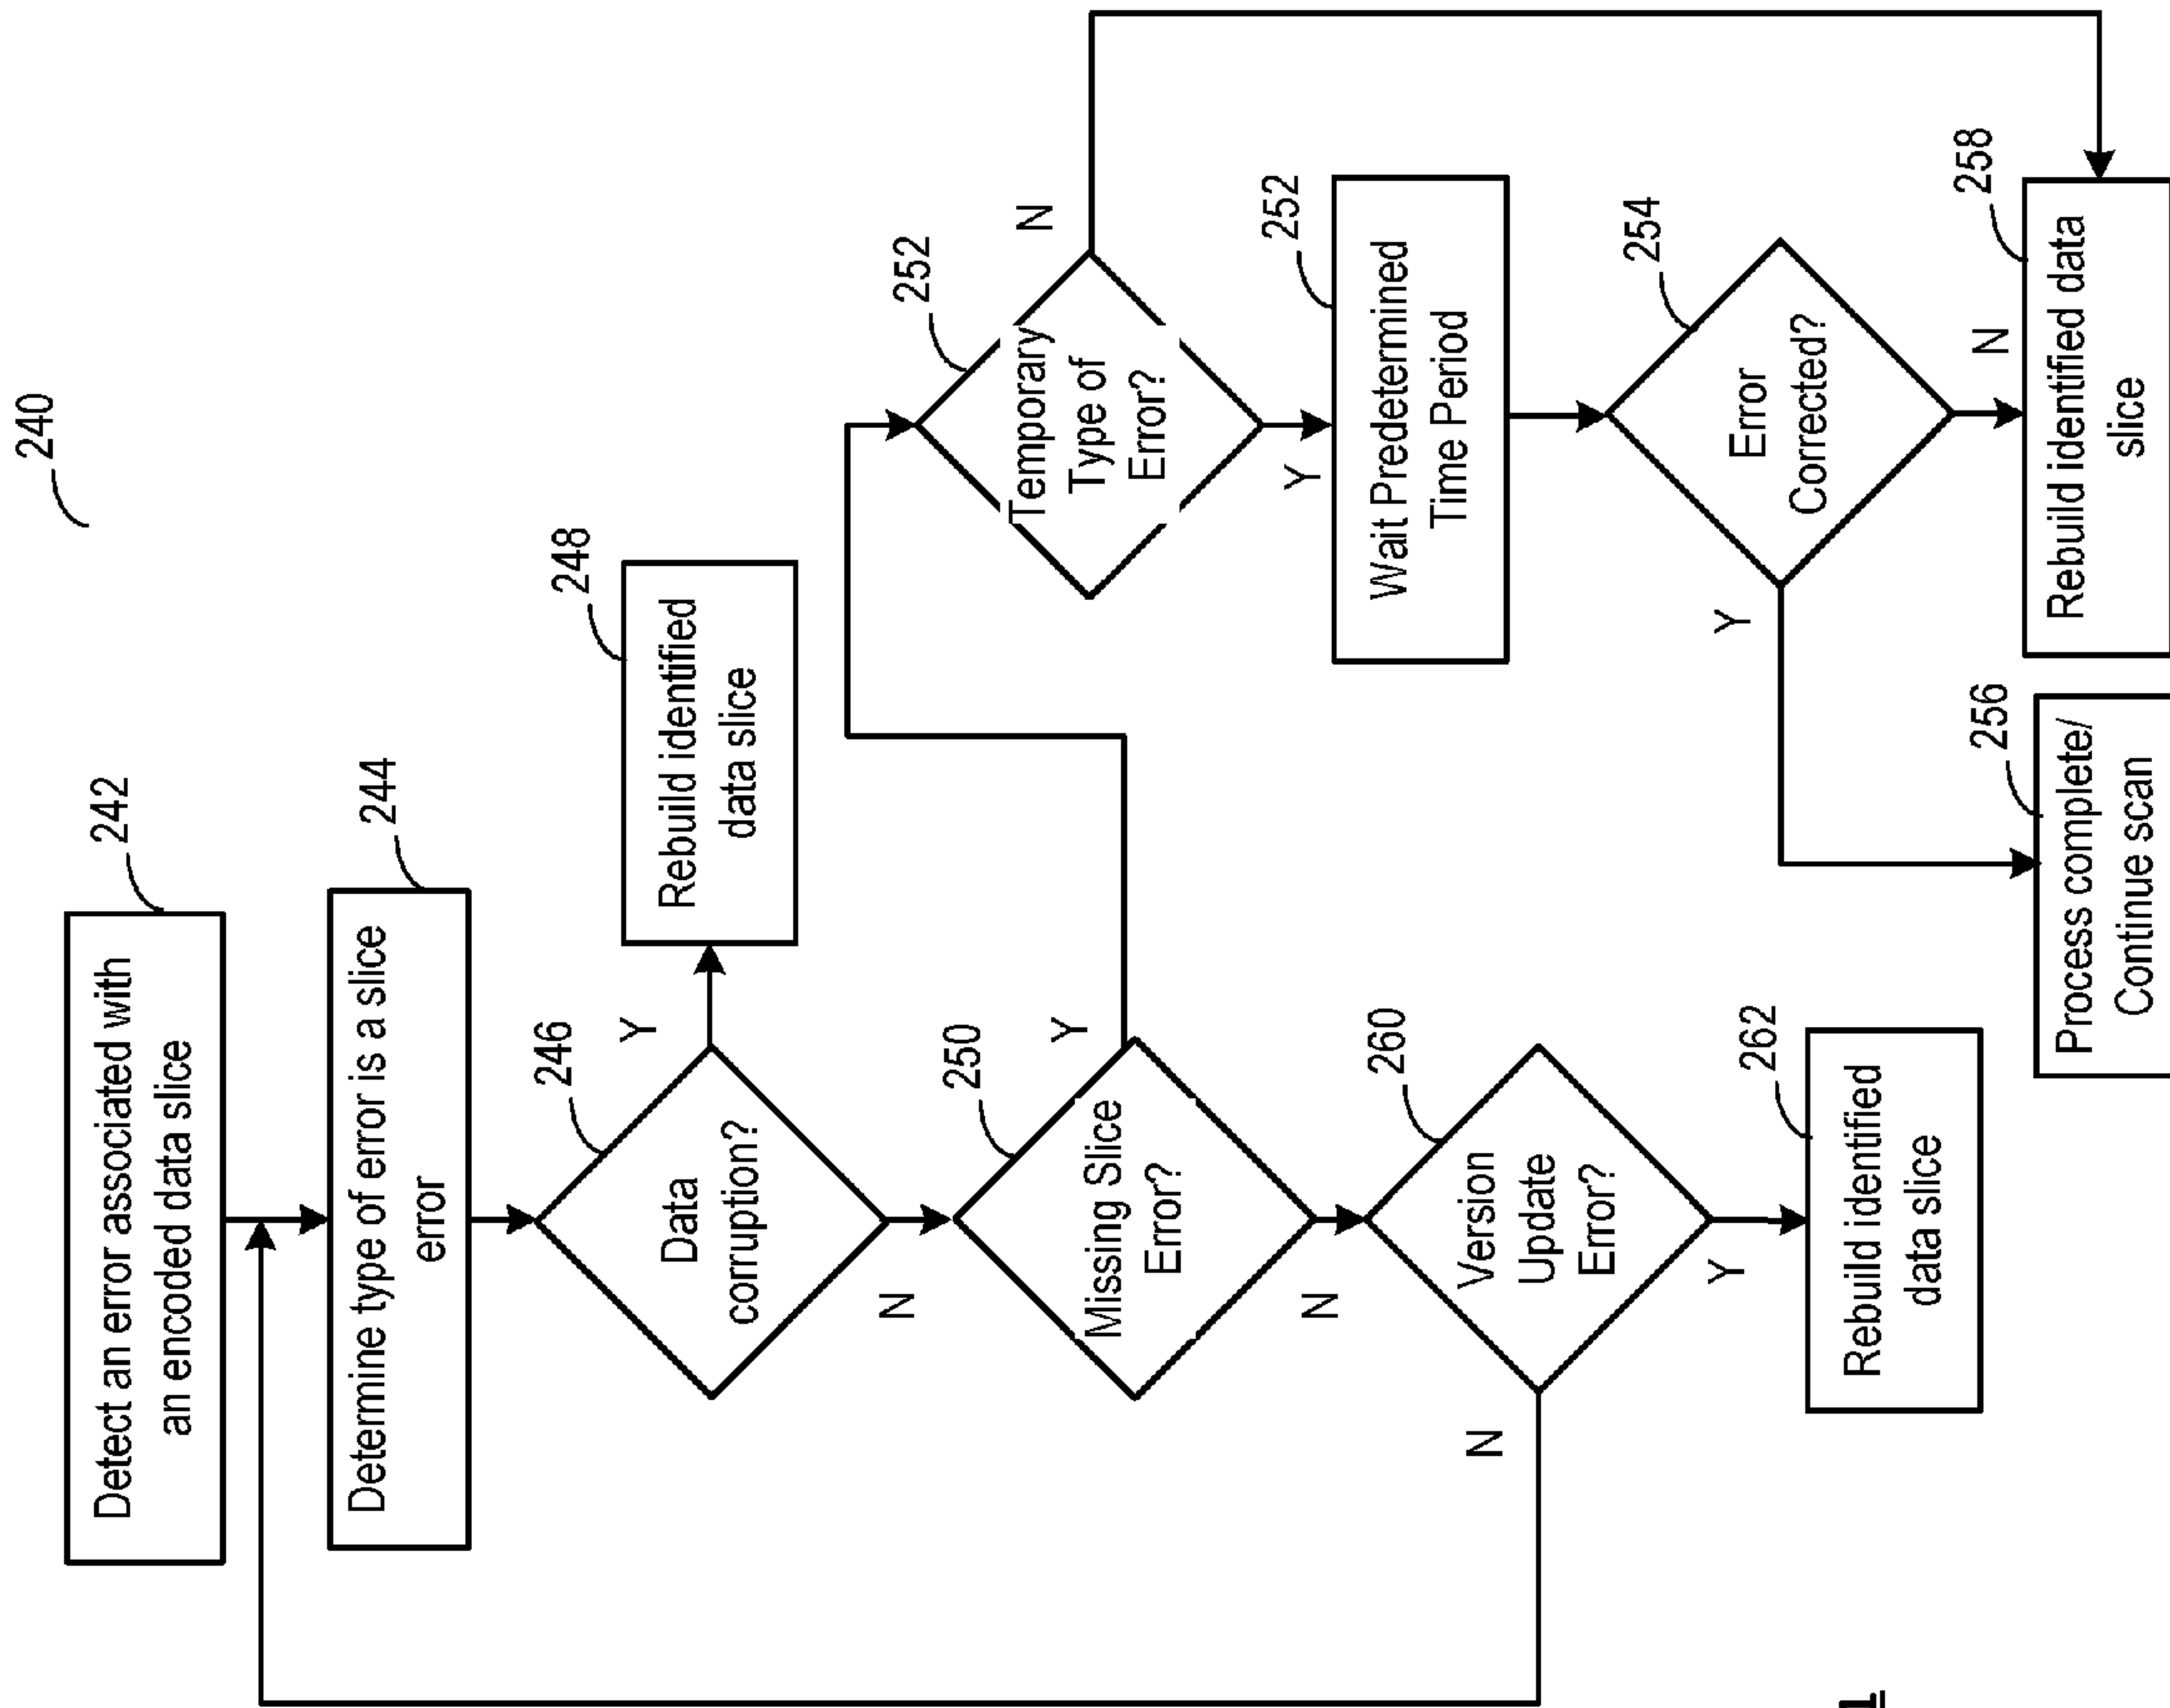 240
242
Detect an error associated with
an encoded data slice
244
Determine type of error is a slice
error
246
Data
corruption?
Y
N
248
Rebuild identified
data slice
250
Missing Slice
Error?
Y
N
260
Version
Update
Error?
N
Y
262
Rebuild identified
data slice
252
Temporary
Type of
Error?
N
Y
252
Wait Predetermined
Time Period
254
Error
Corrected?
Y
N
256
Process complete/
Continue scan
258
Rebuild identified data
slice